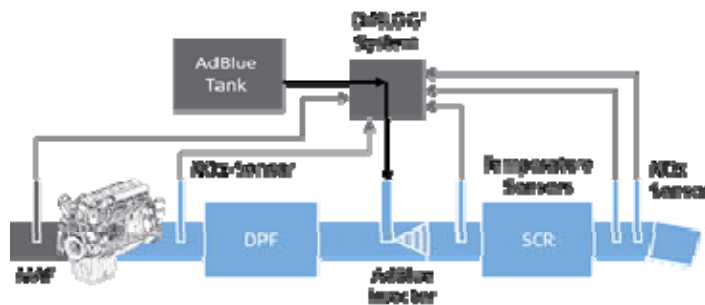 System
AdBlue
Tank
NOx-Sensor
Temperature
Sensors
NOx
Sensor
DPF
SCR
MAF
AdBlue
Injector